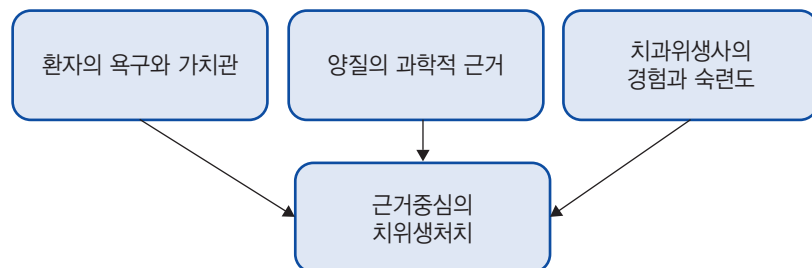 환자의 욕구와 가치관
양질의 과학적 근거
치과위생사의
경험과 숙련도
근거중심의
치위생처치